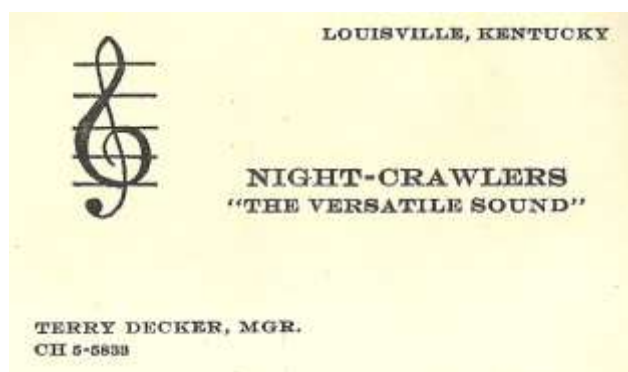 LOUISVILLE, KENTUCKY
NIGHT-CRAWLERS
"THE VERSATILE SOUND"
TERRY DECKER, MGR.
CH 5-5833